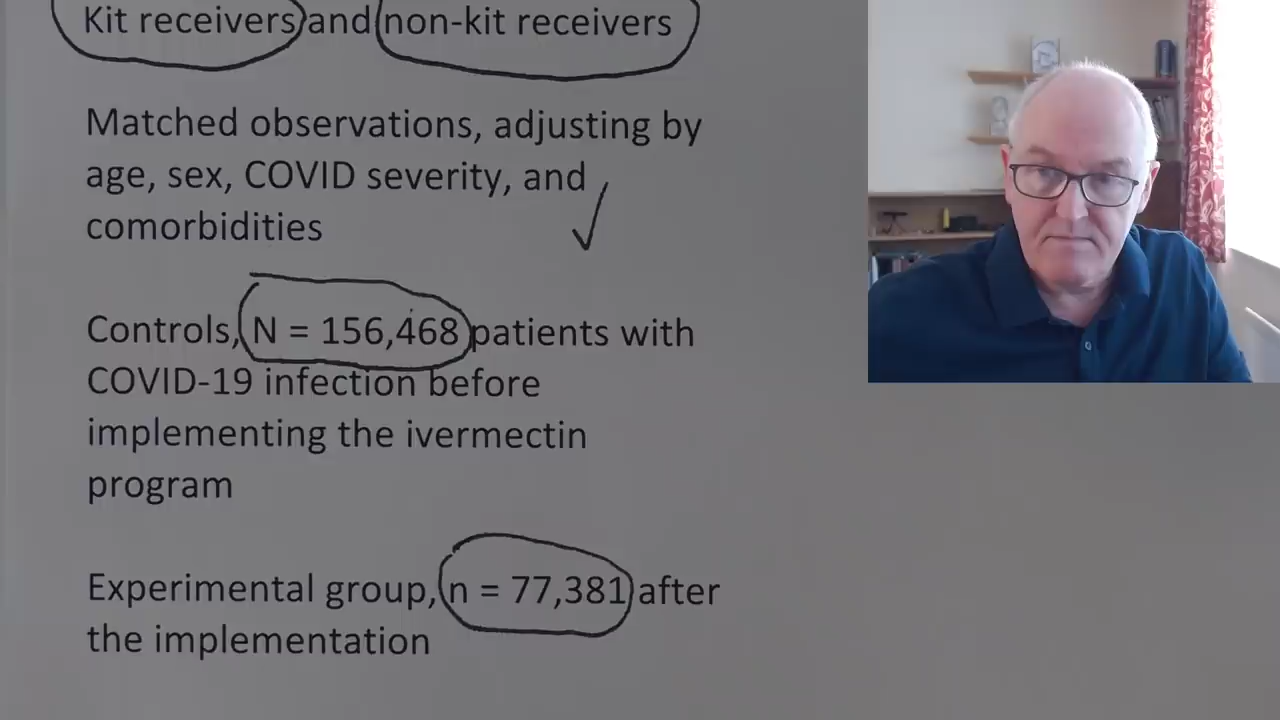 Kit receivers and non-kit receivers
Matched observations, adjusting by
age, sex, COVID severity, and
comorbidities
Controls, N = 156,468 patients with
COVID-19 infection before
implementing the ivermectin
program
Experimental group, n = 77,381 after
the implementation